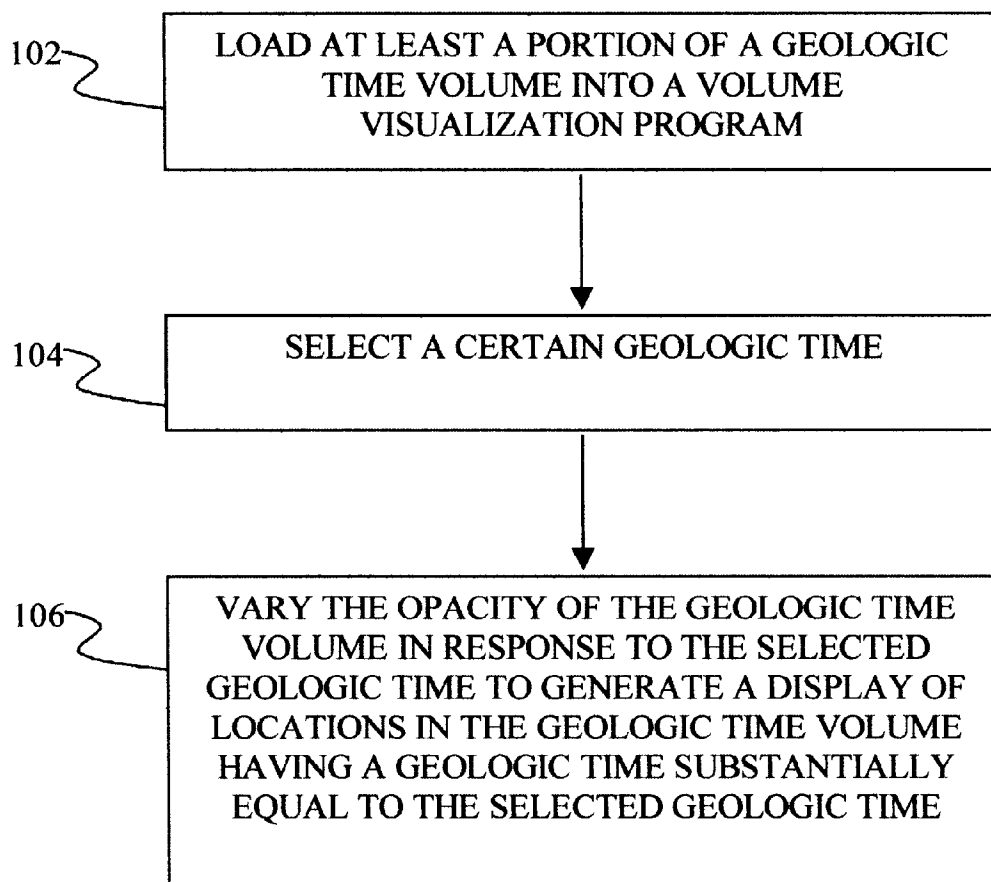 102
LOAD AT LEAST A PORTION OF A GEOLOGIC
TIME VOLUME INTO A VOLUME
VISUALIZATION PROGRAM
104
SELECT A CERTAIN GEOLOGIC TIME
106
VARY THE OPACITY OF THE GEOLOGIC TIME
VOLUME IN RESPONSE TO THE SELECTED
GEOLOGIC TIME TO GENERATE A DISPLAY OF
LOCATIONS IN THE GEOLOGIC TIME VOLUME
HAVING A GEOLOGIC TIME SUBSTANTIALLY
EQUAL TO THE SELECTED GEOLOGIC TIME